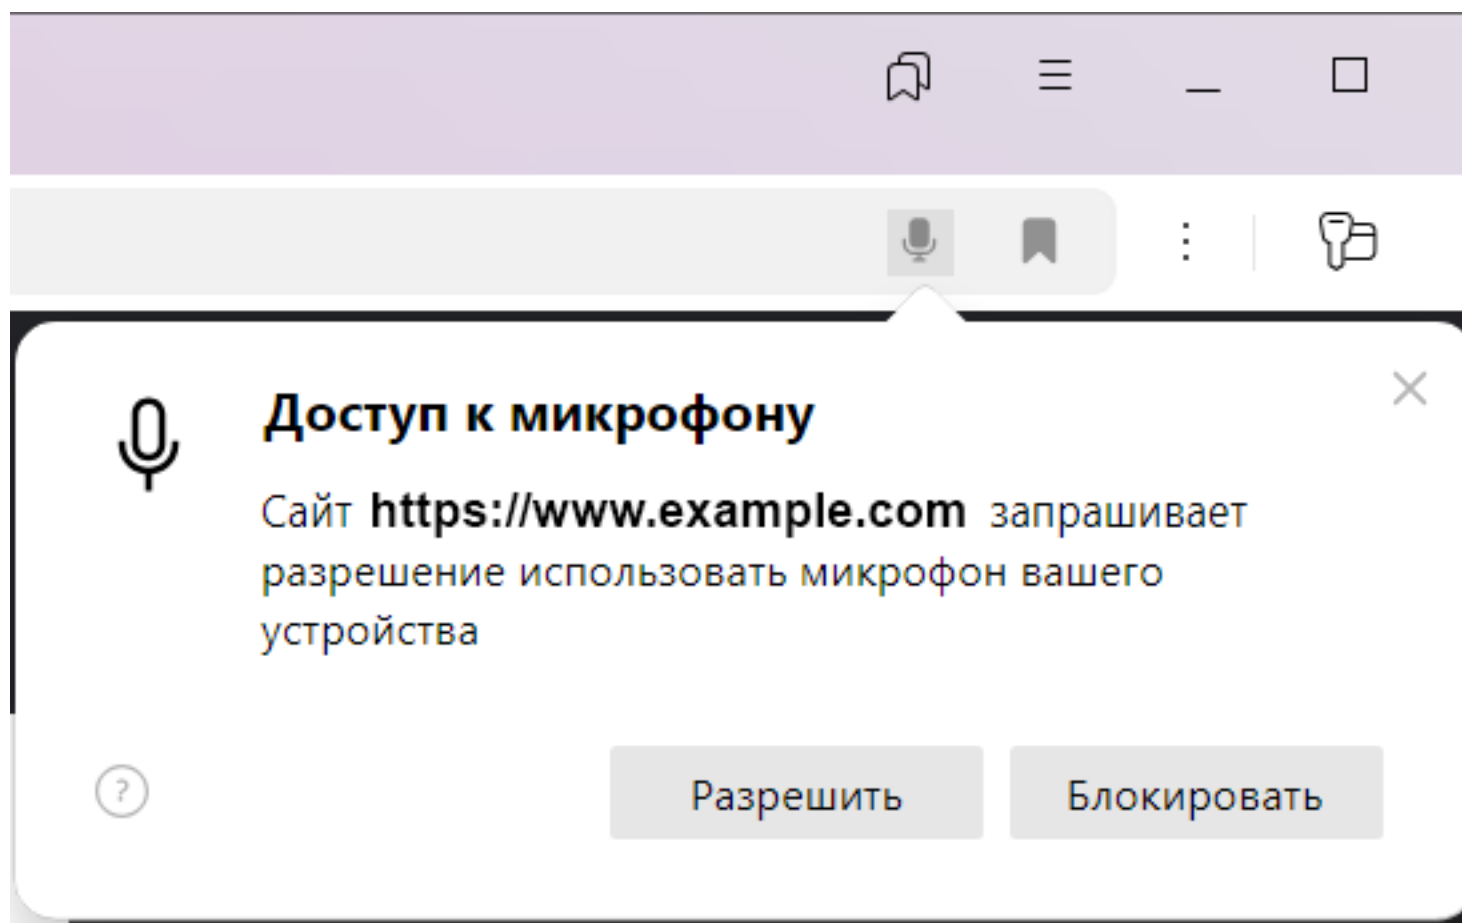 Доступ к микрофону
Сайт https://www.example.com запрашивает
разрешение использовать микрофон вашего
устройства
?
Разрешить
Блокировать